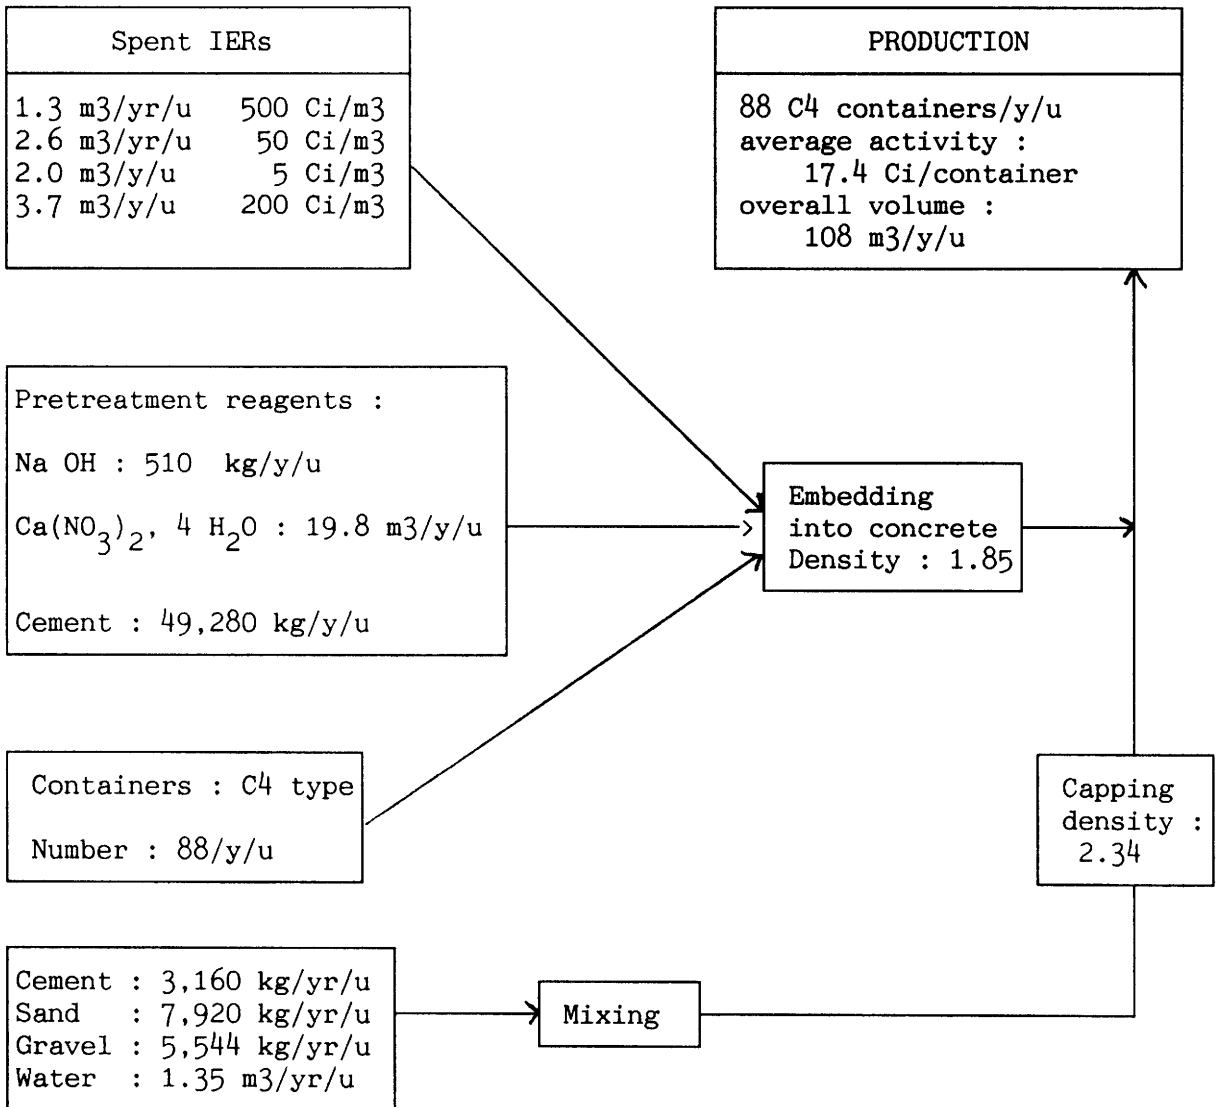 Spent IERs
1.3 m3/yr/u 500 Ci/m3
2.6 m3/yr/u 50 Ci/m3
2.0 m3/y/u 5 Ci/m3
3.7 m3/y/u 200 Ci/m3
PRODUCTION
88 C4 containers/y/u
average activity :
17.4 Ci/container
overall volume :
108 m3/y/u
Pretreatment reagents :
Na OH : 510 kg/y/u
Ca(NO3)2, 4 H2O : 19.8 m3/y/u
Cement : 49,280 kg/y/u
Embedding
into concrete
Density : 1.85
Containers : C4 type
Number : 88/y/u
Capping
density :
2.34
Cement : 3,160 kg/yr/u
Sand : 7,920 kg/yr/u
Gravel : 5,544 kg/yr/u
Water : 1.35 m3/yr/u
Mixing